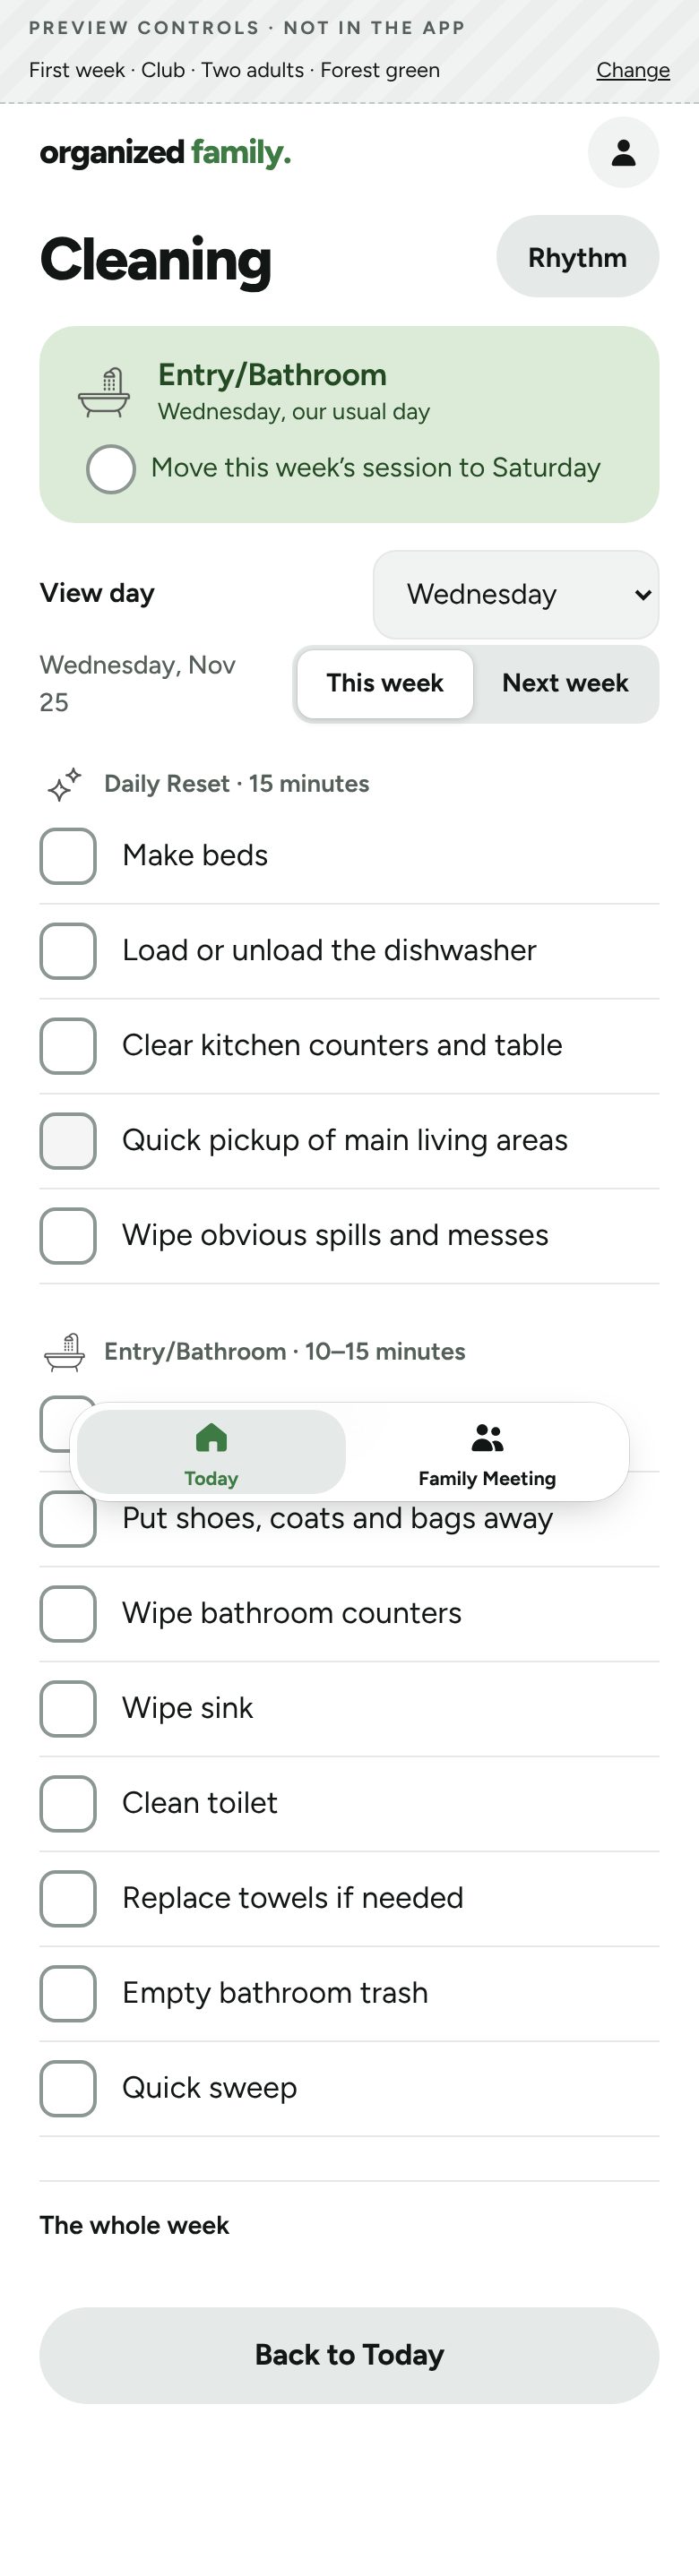 PREVIEW CONTROLS · NOT IN THE APP
First week · Club · Two adults · Forest green
Change
organized family.
Cleaning
Rhythm
Entry/Bathroom
Wednesday, our usual day
Move this week’s session to Saturday
View day
Wednesday
Wednesday, Nov
25
This week
Next week
Daily Reset · 15 minutes
Make beds
Load or unload the dishwasher
Clear kitchen counters and table
Quick pickup of main living areas
Wipe obvious spills and messes
Entry/Bathroom · 10–15 minutes
Today
Family Meeting
Put shoes, coats and bags away
Wipe bathroom counters
Wipe sink
Clean toilet
Replace towels if needed
Empty bathroom trash
Quick sweep
The whole week
Back to Today